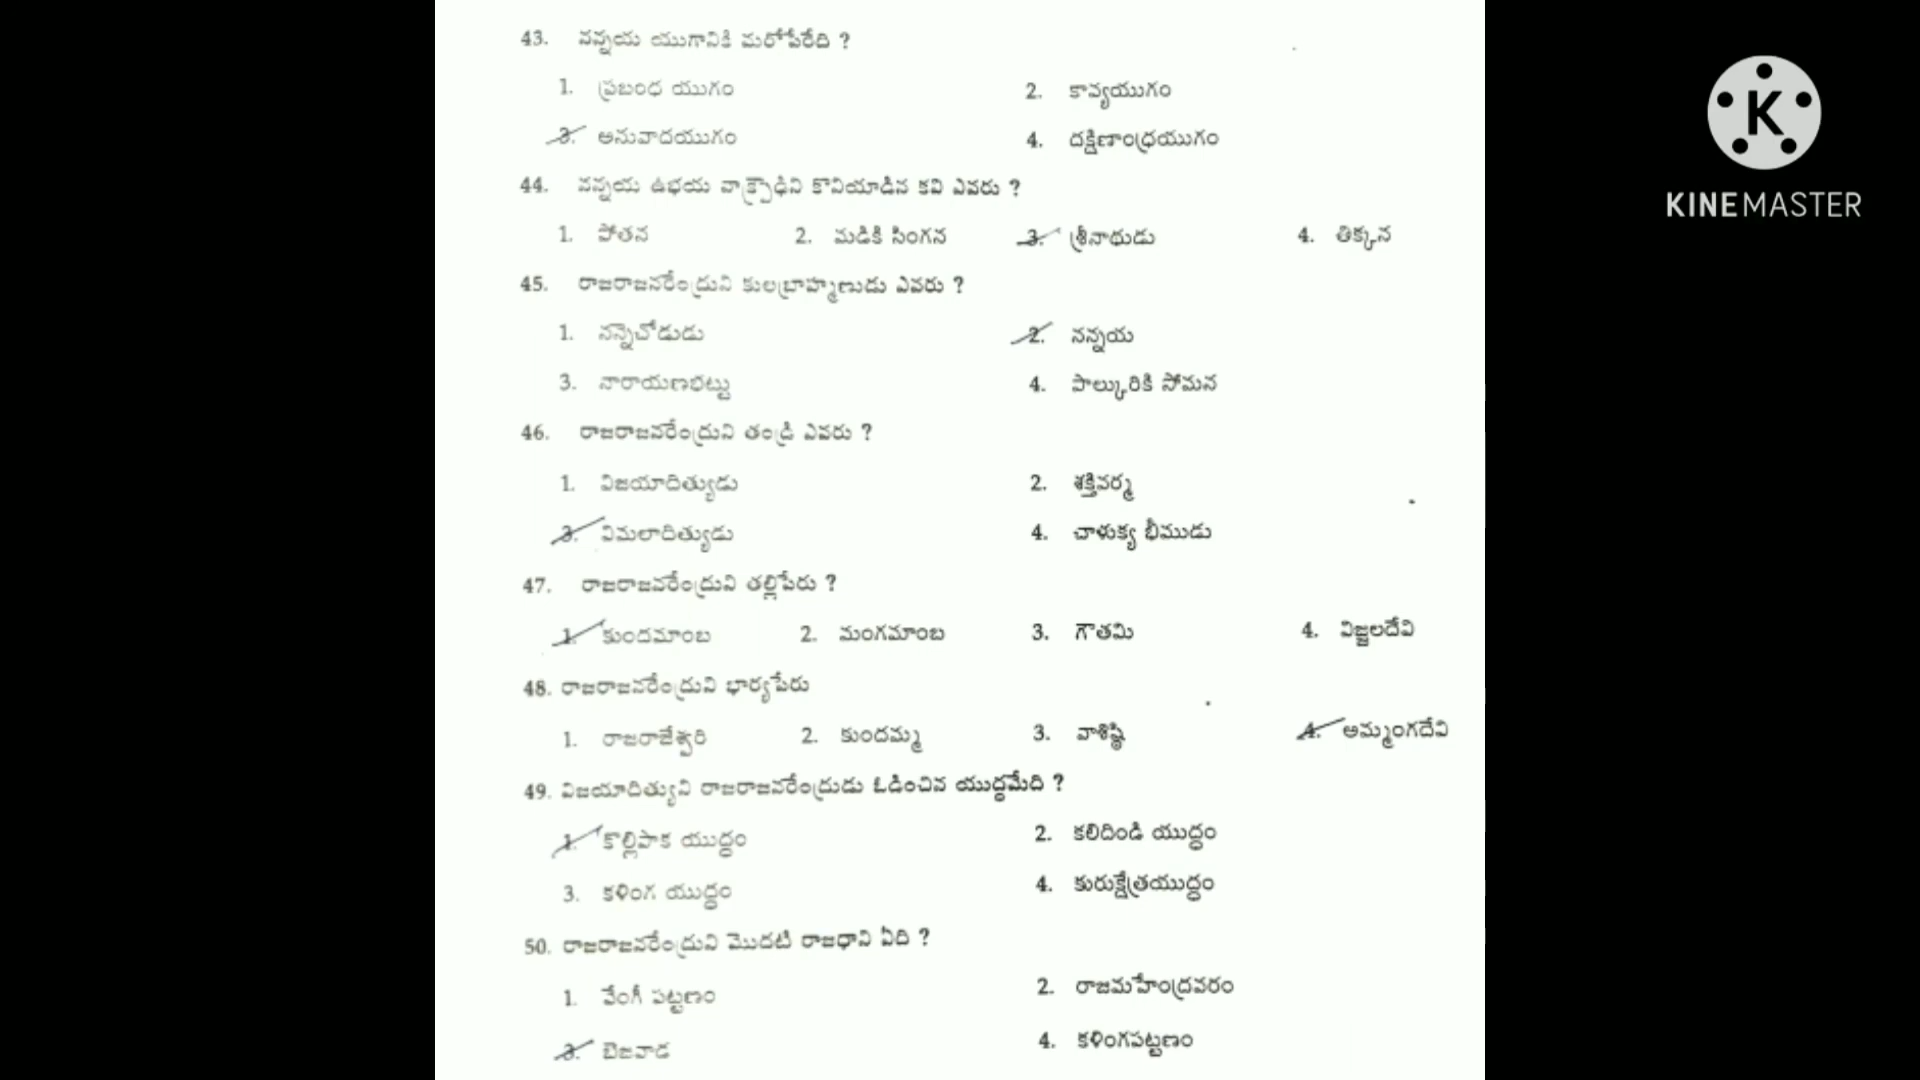 43. నన్నయ యుగానికి మరోపేరేది ?
1. ప్రబంధ యుగం 2. కావ్యయుగం
3. అనువాదయుగం 4. దక్షిణాంధ్రయుగం
44. నన్నయ ఉభయ వాక్ప్రౌఢిని కొనియాడిన కవి ఎవరు ?
1. పోతన 2. మడికి సింగన 3. శ్రీనాథుడు 4. తిక్కన
45. రాజరాజనరేంద్రుని కులబ్రాహ్మణుడు ఎవరు ?
1. నన్నెచోడుడు 2. నన్నయ
3. నారాయణభట్టు 4. పాల్కురికి సోమన
46. రాజరాజనరేంద్రుని తండ్రి ఎవరు ?
1. విజయాదిత్యుడు 2. శక్తివర్మ
3. విమలాదిత్యుడు 4. చాళుక్య భీముడు
47. రాజరాజనరేంద్రుని తల్లిపేరు ?
1. కుందమాంబ 2. మంగమాంబ 3. గౌతమి 4. విజ్జలదేవి
48. రాజరాజనరేంద్రుని భార్యపేరు
1. రాజరాజేశ్వరి 2. కుందమ్మ 3. వాశిష్ఠి 4. అమ్మంగదేవి
49. విజయాదిత్యుని రాజరాజనరేంద్రుడు ఓడించిన యుద్ధమేది ?
1. కొల్లిపాక యుద్ధం 2. కలిదిండి యుద్ధం
3. కళింగ యుద్ధం 4. కురుక్షేత్రయుద్ధం
50. రాజరాజనరేంద్రుని మొదటి రాజధాని ఏది ?
1. వేంగీ పట్టణం 2. రాజమహేంద్రవరం
3. బెజవాడ 4. కళింగపట్టణం
K
KINEMASTER